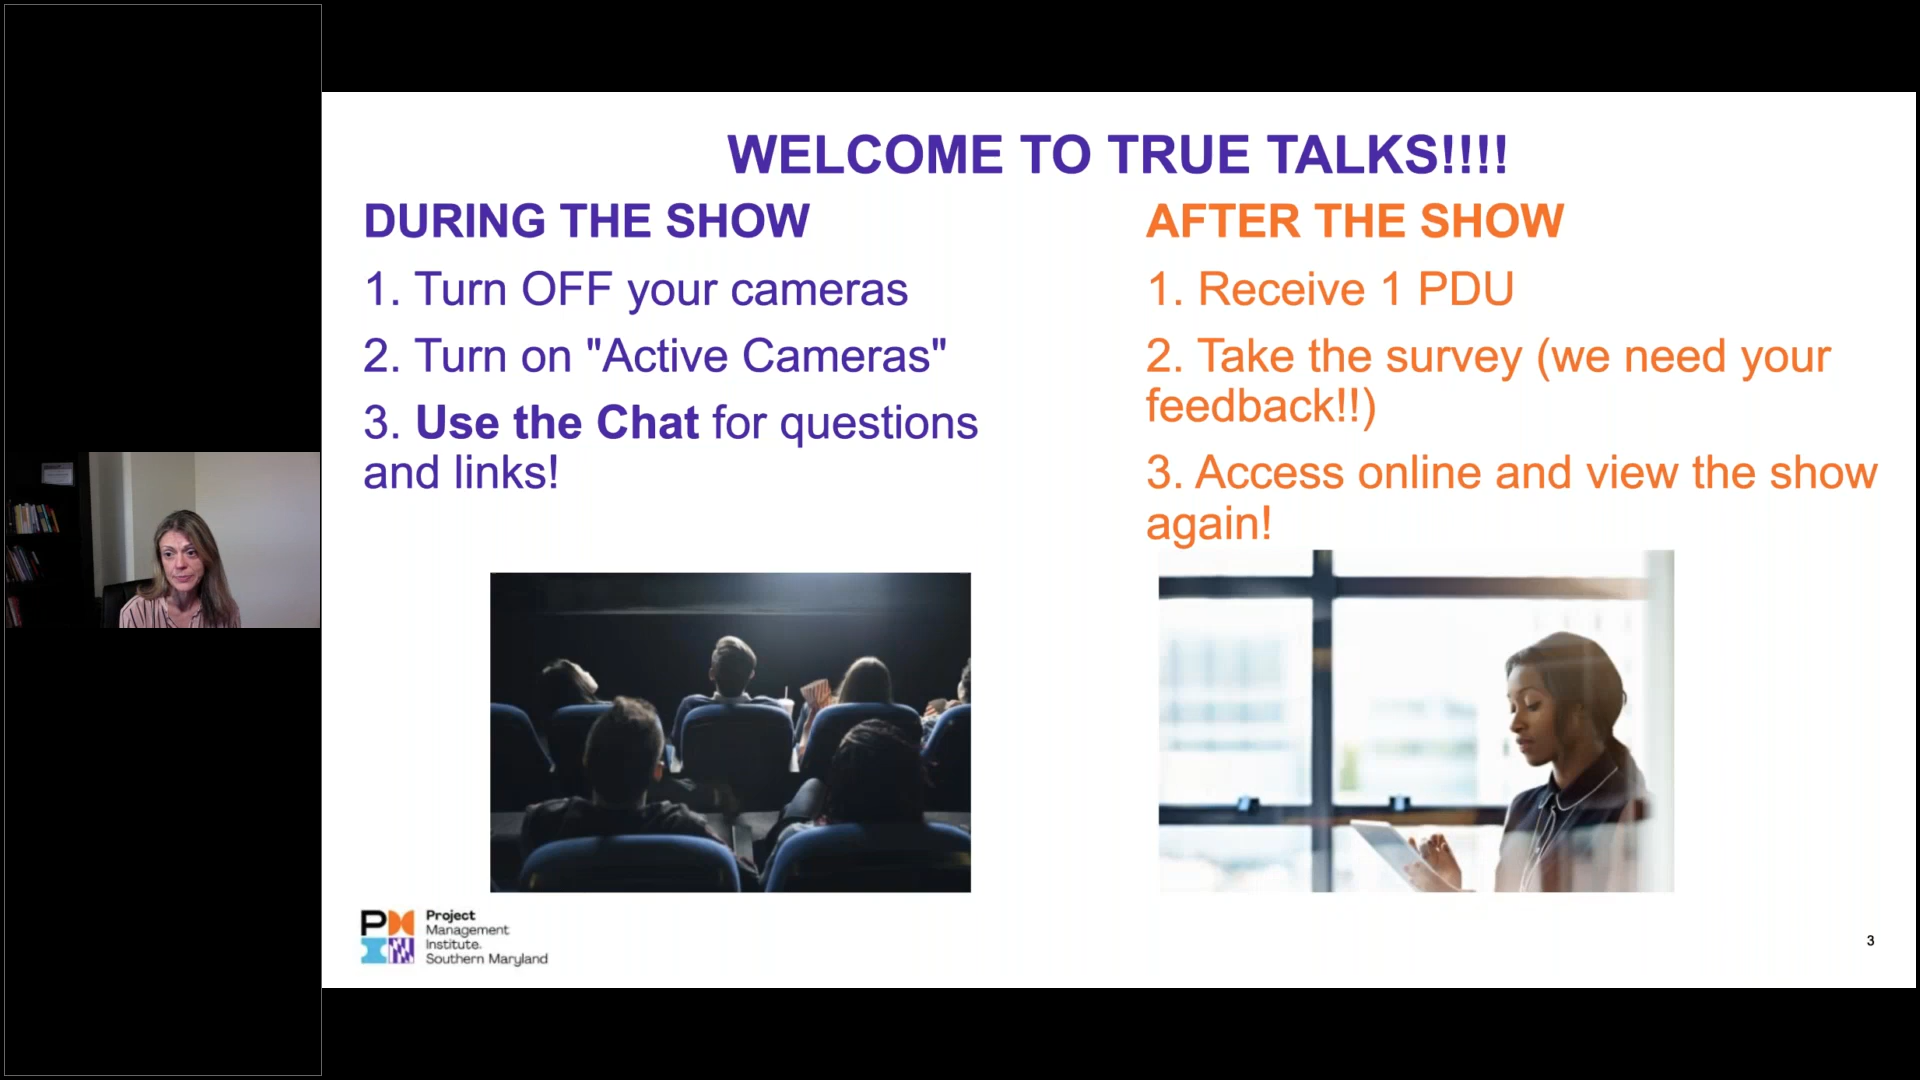 WELCOME TO TRUE TALKS!!!!
DURING THE SHOW
1. Turn OFF your cameras
2. Turn on "Active Cameras"
3. Use the Chat for questions
and links!
AFTER THE SHOW
1. Receive 1 PDU
2. Take the survey (we need your
feedback!!)
3. Access online and view the show
again!
Project
Management
Institute.
Southern Maryland
3